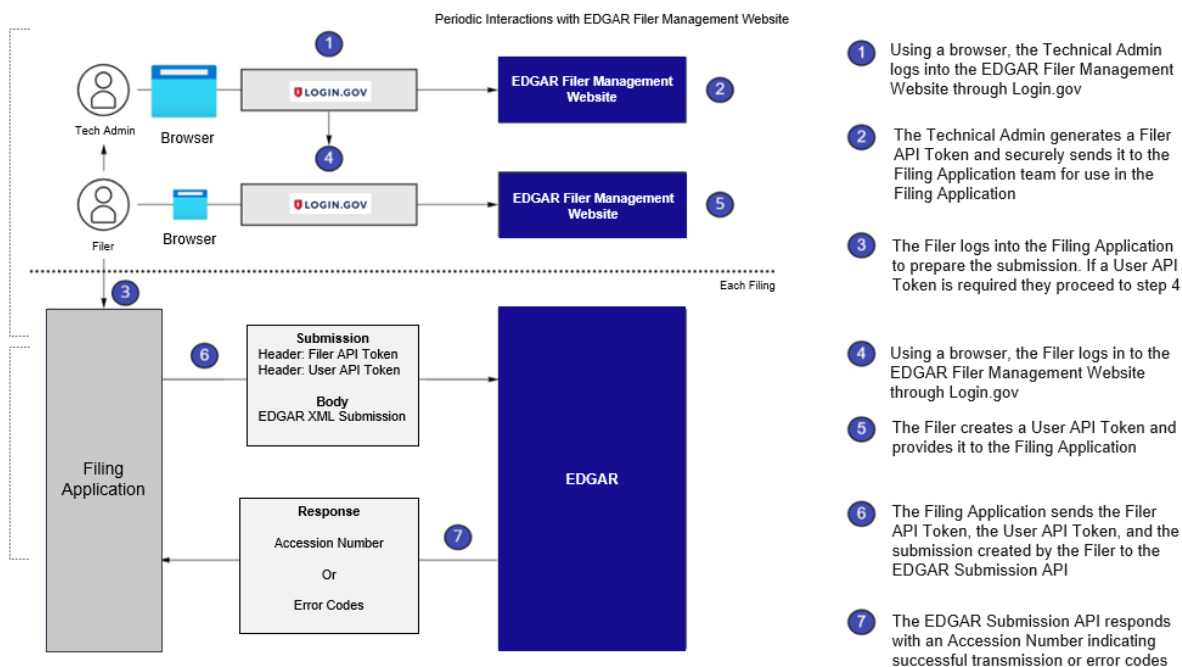 Periodic Interactions with EDGAR Filer Management Website
1
LOGIN.GOV
EDGAR Filer Management
Website
2
Tech Admin
Browser
4
LOGIN.GOV
EDGAR Filer Management
Website
5
Filer
Browser
Each Filing
3
Filing
Application
6
Submission
Header: Filer API Token
Header: User API Token
Body
EDGAR XML Submission
EDGAR
Response
Accession Number
Or
Error Codes
7
1
Using a browser, the Technical Admin
logs into the EDGAR Filer Management
Website through Login.gov
2
The Technical Admin generates a Filer
API Token and securely sends it to the
Filing Application team for use in the
Filing Application
3
The Filer logs into the Filing Application
to prepare the submission. If a User API
Token is required they proceed to step 4
4
Using a browser, the Filer logs in to the
EDGAR Filer Management Website
through Login.gov
5
The Filer creates a User API Token and
provides it to the Filing Application
6
The Filing Application sends the Filer
API Token, the User API Token, and the
submission created by the Filer to the
EDGAR Submission API
7
The EDGAR Submission API responds
with an Accession Number indicating
successful transmission or error codes